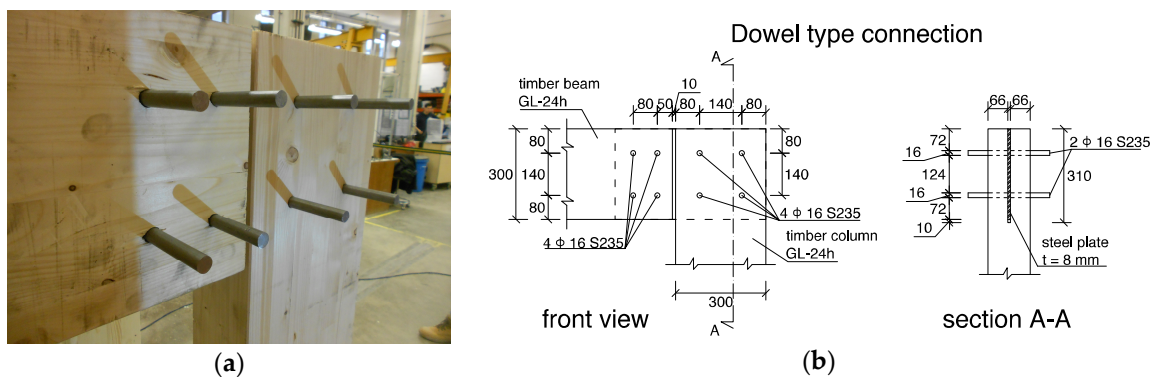 Dowel type connection
A
10
timber beam
GL-24h
80 50 80 140 80
66 66
80
300
140
80
80
140
72
16
124
16
72
10
2 Φ 16 S235
310
4 Φ 16 S235
4 Φ 16 S235
timber column
GL-24h
steel plate
t = 8 mm
300
A
front view
section A-A
(a)
(b)